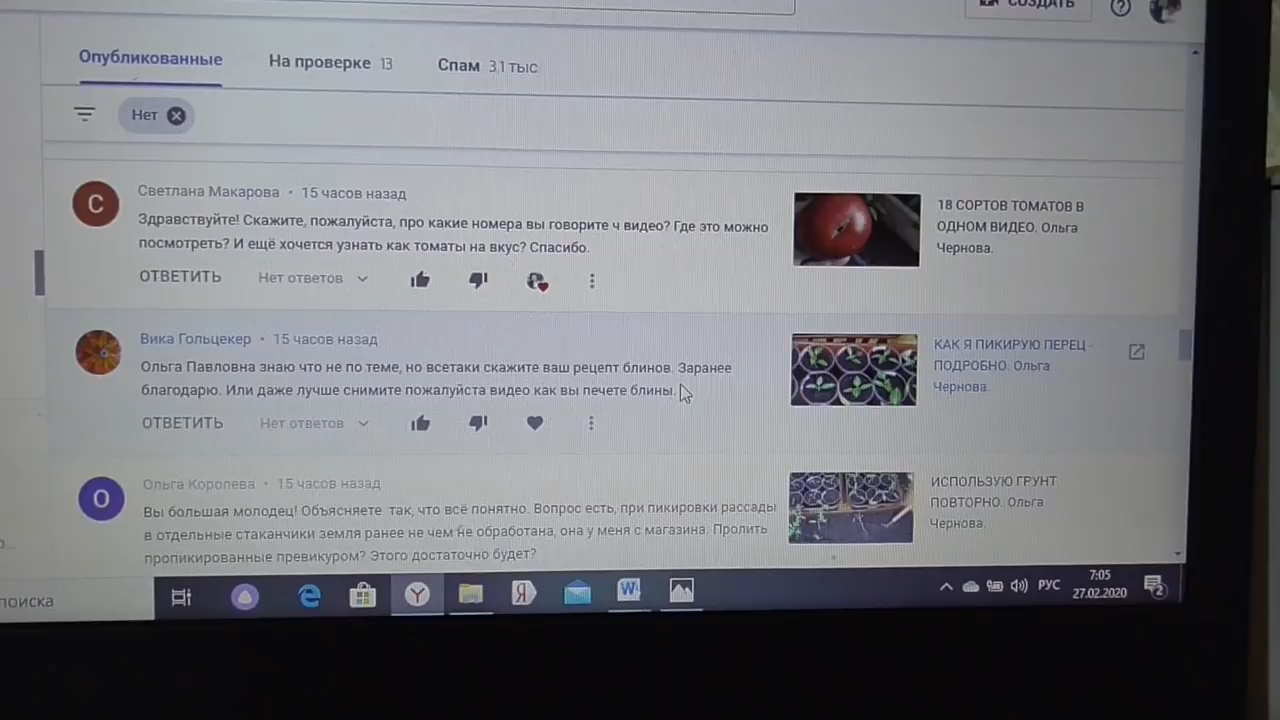 СОЗДАТЬ
Опубликованные
На проверке 13
Спам 3,1 тыс.
Нет
Светлана Макарова • 15 часов назад
Здравствуйте! Скажите, пожалуйста, про какие номера вы говорите ч видео? Где это можно
посмотреть? И ещё хочется узнать как томаты на вкус? Спасибо.
ОТВЕТИТЬ Нет ответов
18 СОРТОВ ТОМАТОВ В
ОДНОМ ВИДЕО. Ольга
Чернова.
Вика Гольцекер • 15 часов назад
Ольга Павловна знаю что не по теме, но всетаки скажите ваш рецепт блинов. Заранее
благодарю. Или даже лучше снимите пожалуйста видео как вы печете блины.
ОТВЕТИТЬ Нет ответов
КАК Я ПИКИРУЮ ПЕРЕЦ -
ПОДРОБНО. Ольга
Чернова.
Ольга Королева • 15 часов назад
Вы большая молодец! Объясняете так, что всё понятно. Вопрос есть, при пикировки рассады
в отдельные стаканчики земля ранее не чем не обработана, она у меня с магазина. Пролить
пропикированные превикуром? Этого достаточно будет?
ИСПОЛЬЗУЮ ГРУНТ
ПОВТОРНО. Ольга
Чернова.
поиска
РУС
7:05
27.02.2020
2